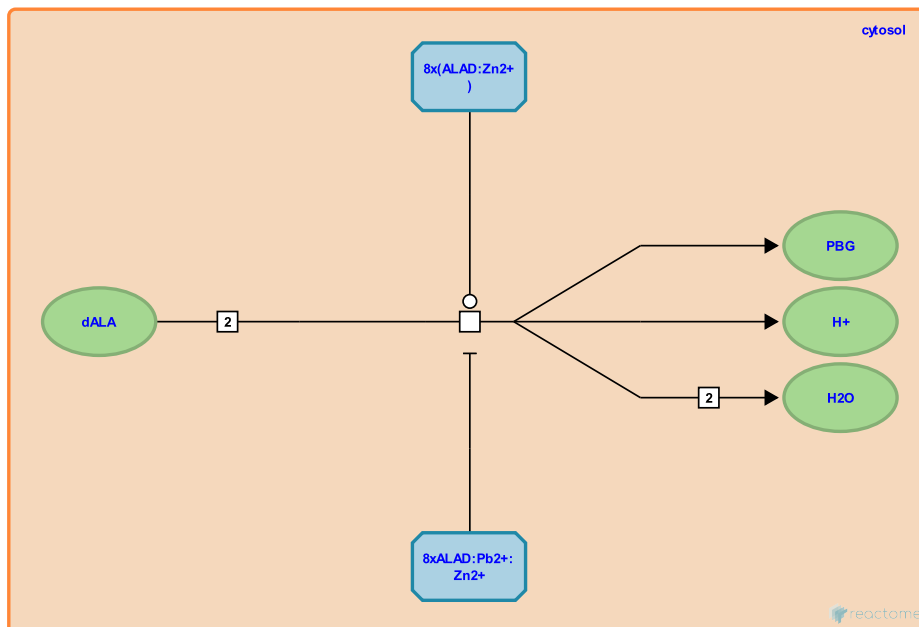 cytosol
8x(ALAD:Zn2+
)
PBG
dALA
2
H+
2
H2O
8xALAD:Pb2+:
Zn2+
reactome